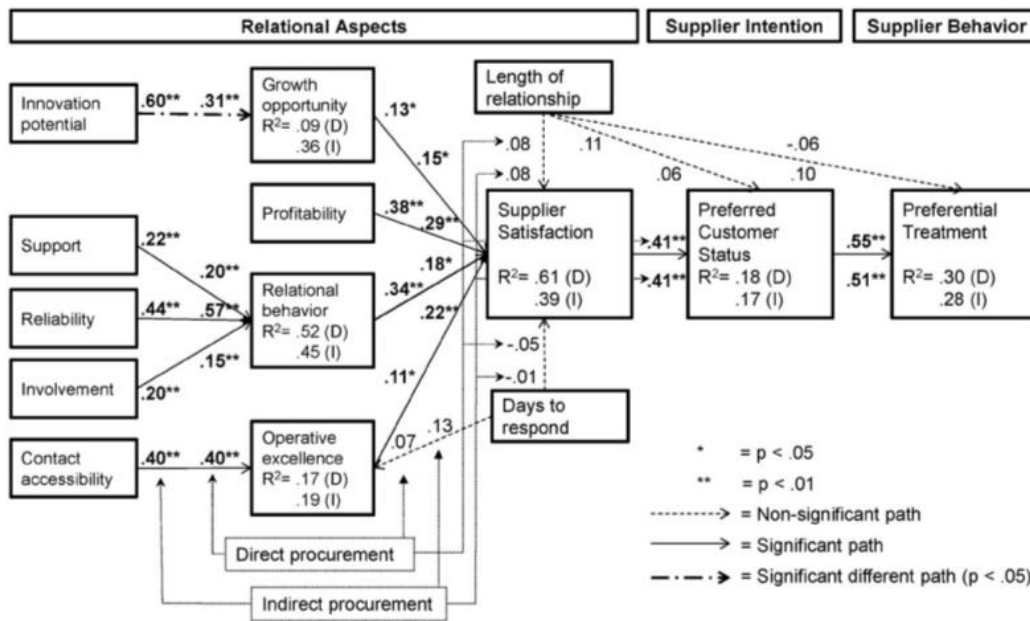 Relational Aspects
Supplier Intention
Supplier Behavior
Innovation
potential
.60**
.31**
Growth
opportunity
R²= .09 (D)
.36 (I)
.13*
.15*
Length of
relationship
.08
.08
.11
.06
-.06
.10
Support
.22**
.20**
Profitability
.38**
.29**
Reliability
.44**
.57**
Relational
behavior
R²= .52 (D)
.45 (I)
.18*
.34**
Involvement
.20**
.15**
.22**
.11*
Supplier
Satisfaction
R²= .61 (D)
.39 (I)
.41**
.41**
Preferred
Customer
Status
R²= .18 (D)
.17 (I)
.55**
.51**
Preferential
Treatment
R²= .30 (D)
.28 (I)
-.05
-.01
Days to
respond
.07
.13
Contact
accessibility
.40**
.40**
Operative
excellence
R²= .17 (D)
.19 (I)
Direct procurement
Indirect procurement
* = p < .05
** = p < .01
= Non-significant path
= Significant path
= Significant different path (p < .05)